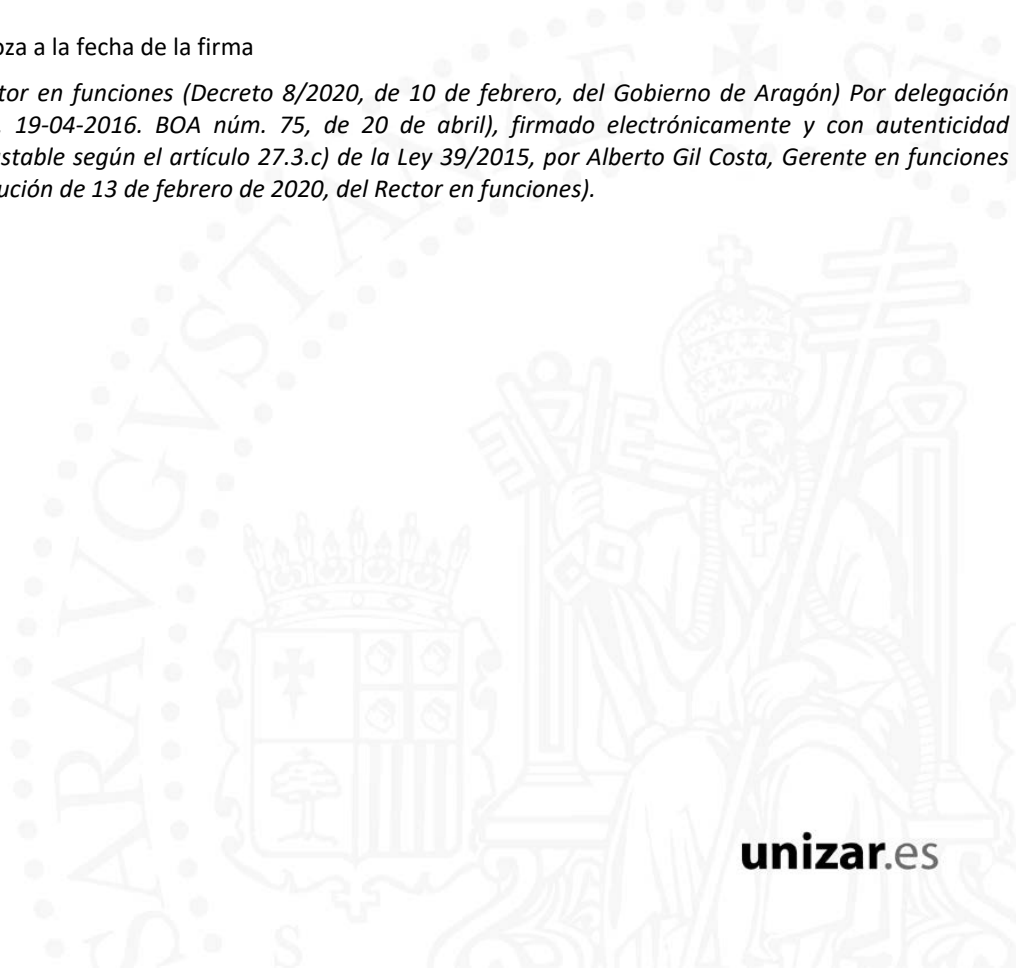 oza a la fecha de la firma
tor en funciones (Decreto 8/2020, de 10 de febrero, del Gobierno de Aragón) Por delegación
. 19-04-2016. BOA núm. 75, de 20 de abril), firmado electrónicamente y con autenticidad
stable según el artículo 27.3.c) de la Ley 39/2015, por Alberto Gil Costa, Gerente en funciones
ución de 13 de febrero de 2020, del Rector en funciones).
SARAVGVSTANAE
ST
S
unizar.es